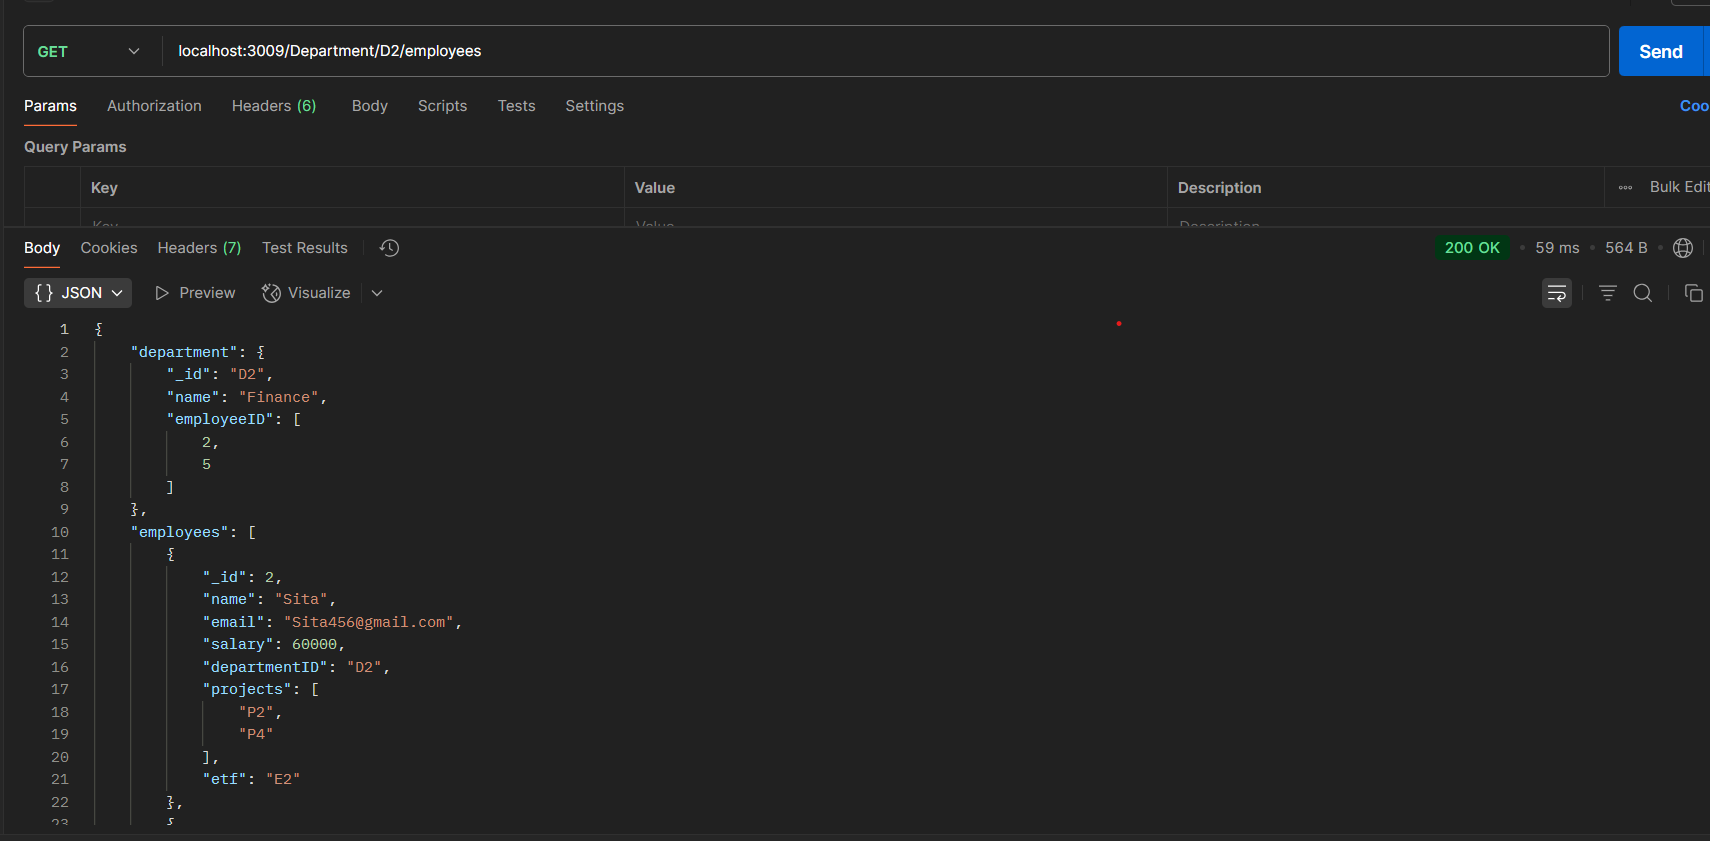 GET localhost:3009/Department/D2/employees Send
Params Authorization Headers (6) Body Scripts Tests Settings Coo
Query Params
Key Value Description Bulk Edit
Key Value Description
Body Cookies Headers (7) Test Results 200 OK • 59 ms • 564 B •
{} JSON Preview Visualize
1 {
2 "department": {
3 "_id": "D2",
4 "name": "Finance",
5 "employeeID": [
6 2,
7 5
8 ]
9 },
10 "employees": [
11 {
12 "_id": 2,
13 "name": "Sita",
14 "email": "Sita456@gmail.com",
15 "salary": 60000,
16 "departmentID": "D2",
17 "projects": [
18 "P2",
19 "P4"
20 ],
21 "etf": "E2"
22 },
23 {